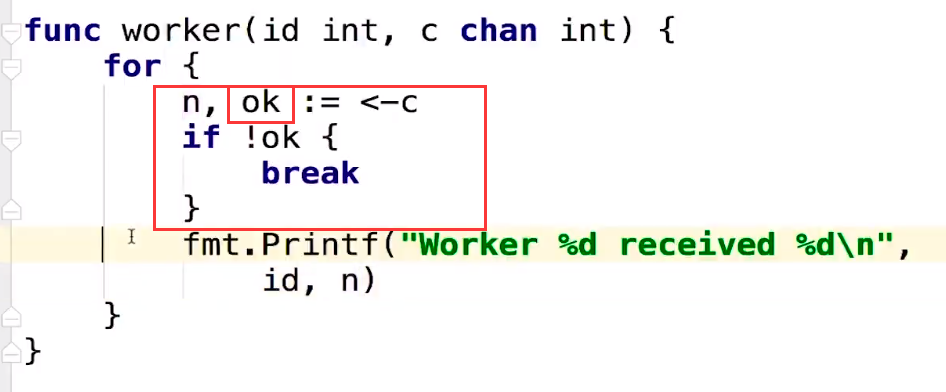 func worker(id int, c chan int) {
    for {
        n, ok := <-c
        if !ok {
            break
        }
        fmt.Printf("Worker %d received %d\n",
            id, n)
    }
}